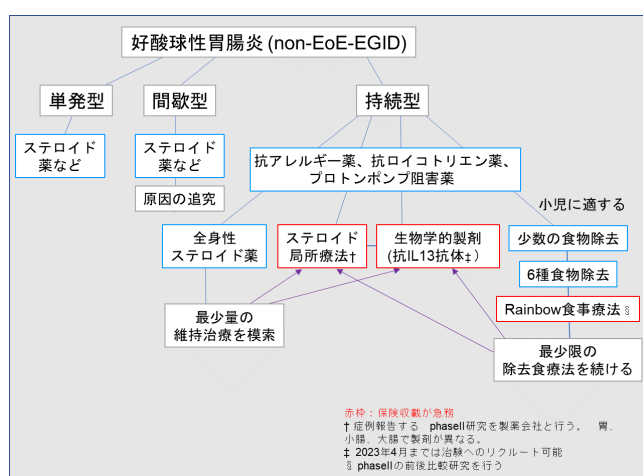 好酸球性胃腸炎 (non-EoE-EGID)
単発型
間歇型
持続型
ステロイド
薬など
ステロイド
薬など
抗アレルギー薬、抗ロイコトリエン薬、
プロトンポンプ阻害薬
原因の追究
小児に適する
全身性
ステロイド薬
ステロイド
局所療法†
生物学的製剤
(抗IL13抗体‡)
少数の食物除去
6種食物除去
Rainbow食事療法§
最少量の
維持治療を模索
最少限の
除去食療法を続ける
赤枠：保険収載が急務
† 症例報告する　phaseII研究を製薬会社と行う。　胃、
小腸、大腸で製剤が異なる。
‡ 2023年4月までは治験へのリクルート可能
§ phaseIIの前後比較研究を行う